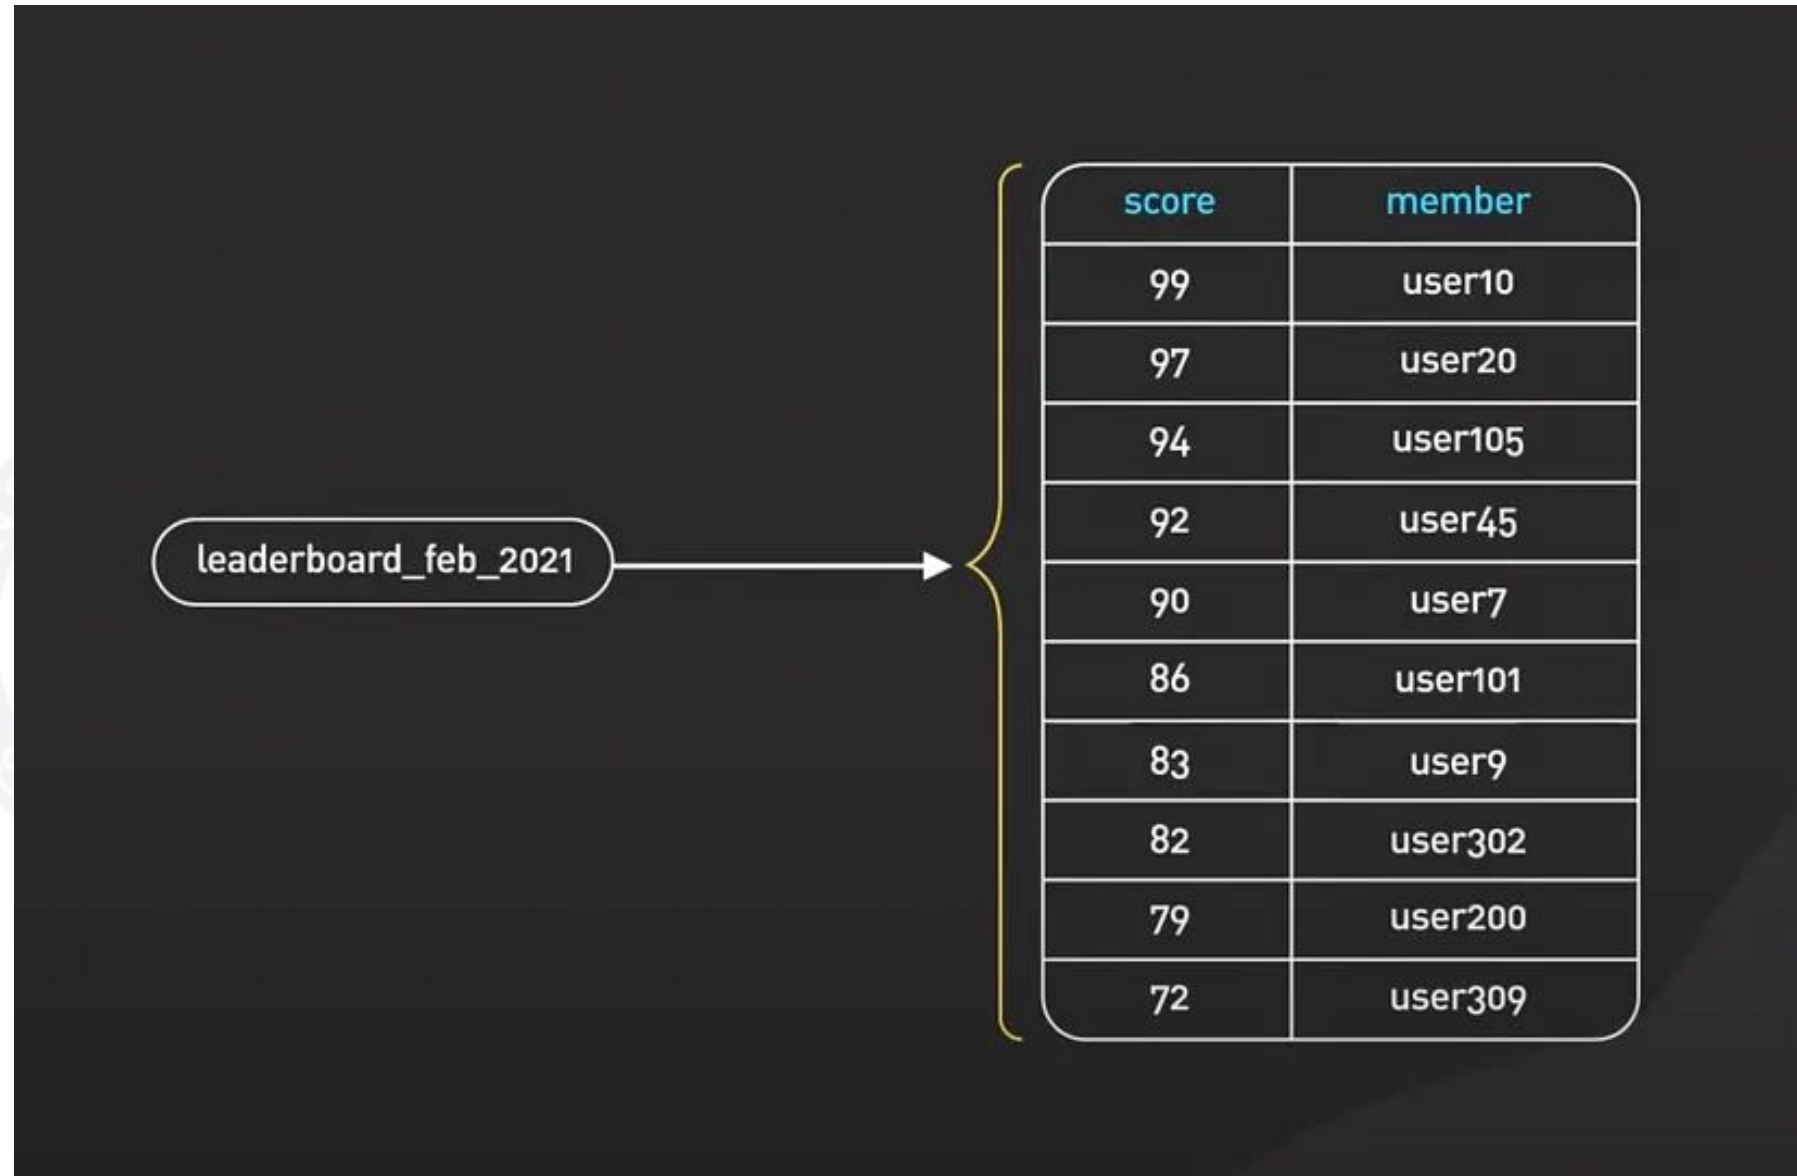 score member
99 user10
97 user20
94 user105
92 user45
leaderboard_feb_2021
90 user7
86 user101
83 user9
82 user302
79 user200
72 user309